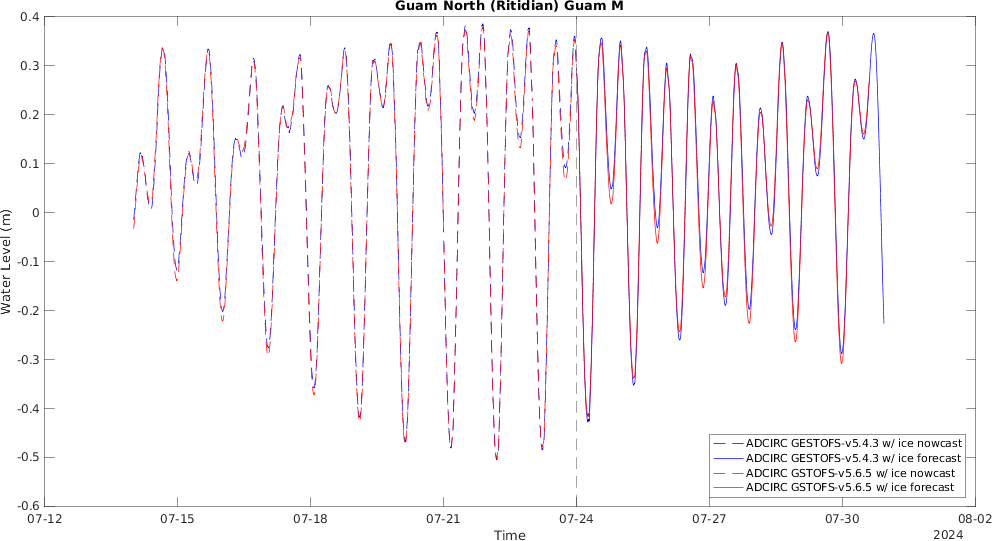 Guam North (Ritidian) Guam M
0.4
0.3
0.2
0.1
0
-0.1
-0.2
-0.3
-0.4
-0.5
-0.6
Water Level (m)
ADCIRC GESTOFS-v5.4.3 w/ ice nowcast
ADCIRC GESTOFS-v5.4.3 w/ ice forecast
ADCIRC GSTOFS-v5.6.5 w/ ice nowcast
ADCIRC GSTOFS-v5.6.5 w/ ice forecast
07-12 07-15 07-18 07-21 07-24 07-27 07-30 08-02
Time
2024